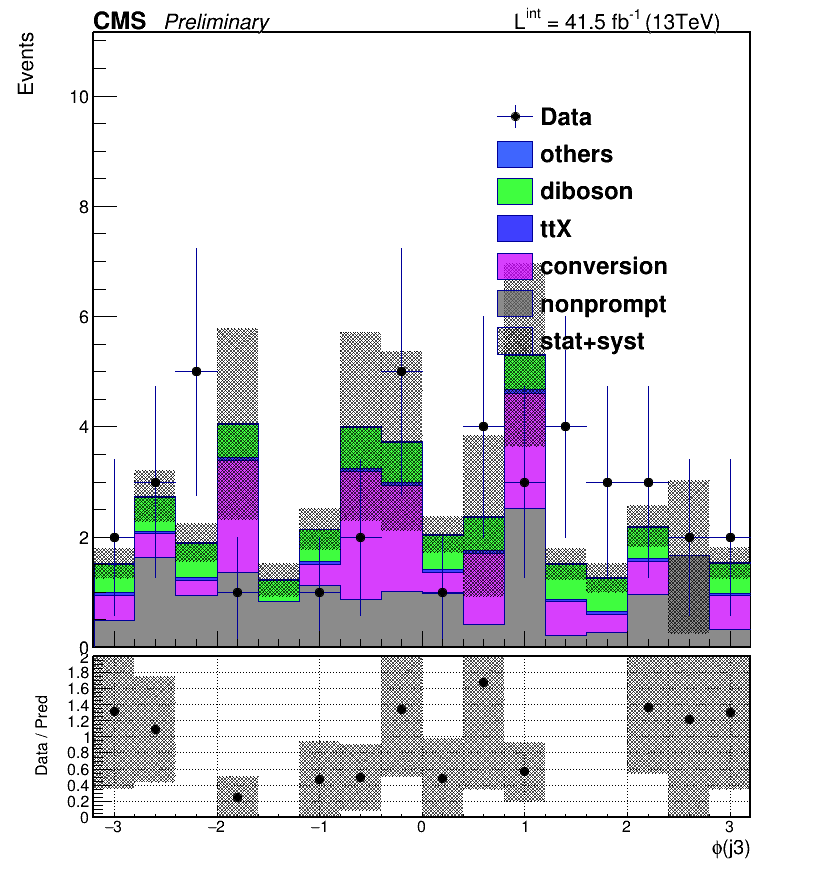 CMS Preliminary L^int = 41.5 fb^-1 (13TeV)
Events
10
8
6
4
2
0
Data
others
diboson
ttX
conversion
nonprompt
stat+syst
Data / Pred
2
1.8
1.6
1.4
1.2
1
0.8
0.6
0.4
0.2
0
−3 −2 −1 0 1 2 3
ϕ(j3)